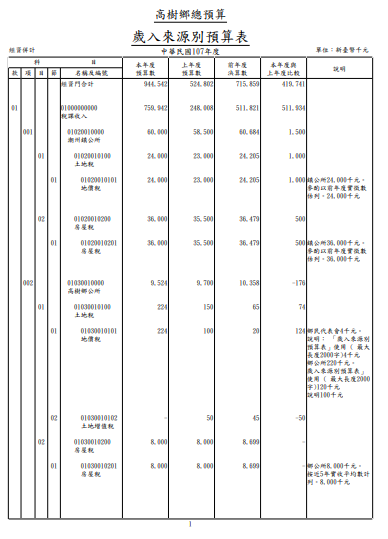 高樹鄉總預算
歲入來源別預算表
經資併計 中華民國107年度 單位：新臺幣千元
科 目 本年度預算數 上年度預算數 前年度決算數 本年度與上年度比較 說明
款 項 目 節 名稱及編號
經資門合計 944,542 524,802 715,859 419,741
01 01000000000 759,942 248,008 511,821 511,934
稅課收入
001 01020010000 60,000 58,500 60,684 1,500
潮州鎮公所
01 01020010100 24,000 23,000 24,205 1,000
土地稅
01 01020010101 24,000 23,000 24,205 1,000 鎮公所24,000千元。
地價稅 參酌以前年度實徵數
估列。24,000千元
02 01020010200 36,000 35,500 36,479 500
房屋稅
01 01020010201 36,000 35,500 36,479 500 鎮公所36,000千元。
房屋稅 參酌以前年度實徵數
估列。36,000千元
002 01030010000 9,524 9,700 10,358 -176
高樹鄉公所
01 01030010100 224 150 65 74
土地稅
01 01030010101 224 100 20 124 鄉民代表會4千元。
地價稅 說明：「歲入來源別
預算表」使用（ 最大
長度2000字)4千元
鄉公所220千元。
歲入來源別預算表」
使用（ 最大長度2000
字)120千元
說明100千元
02 01030010102 - 50 45 -50
土地增值稅
02 01030010200 8,000 8,000 8,699 -
房屋稅
01 01030010201 8,000 8,000 8,699 - 鄉公所8,000千元。
房屋稅 按近5年實收平均數計
列。8,000千元
1